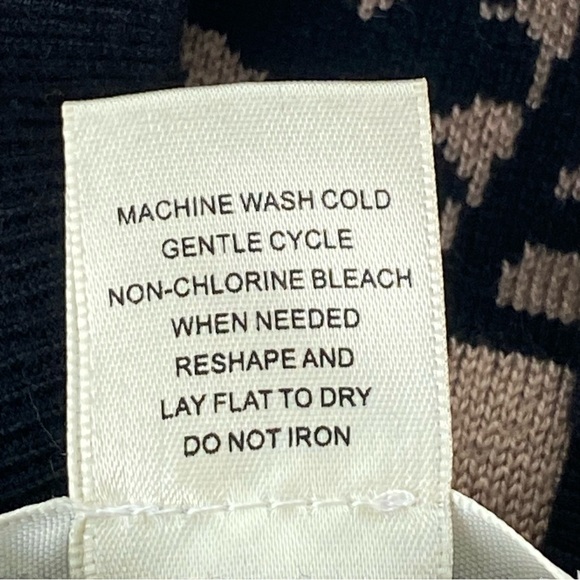 MACHINE WASH COLD
GENTLE CYCLE
NON-CHLORINE BLEACH
WHEN NEEDED
RESHAPE AND
LAY FLAT TO DRY
DO NOT IRON